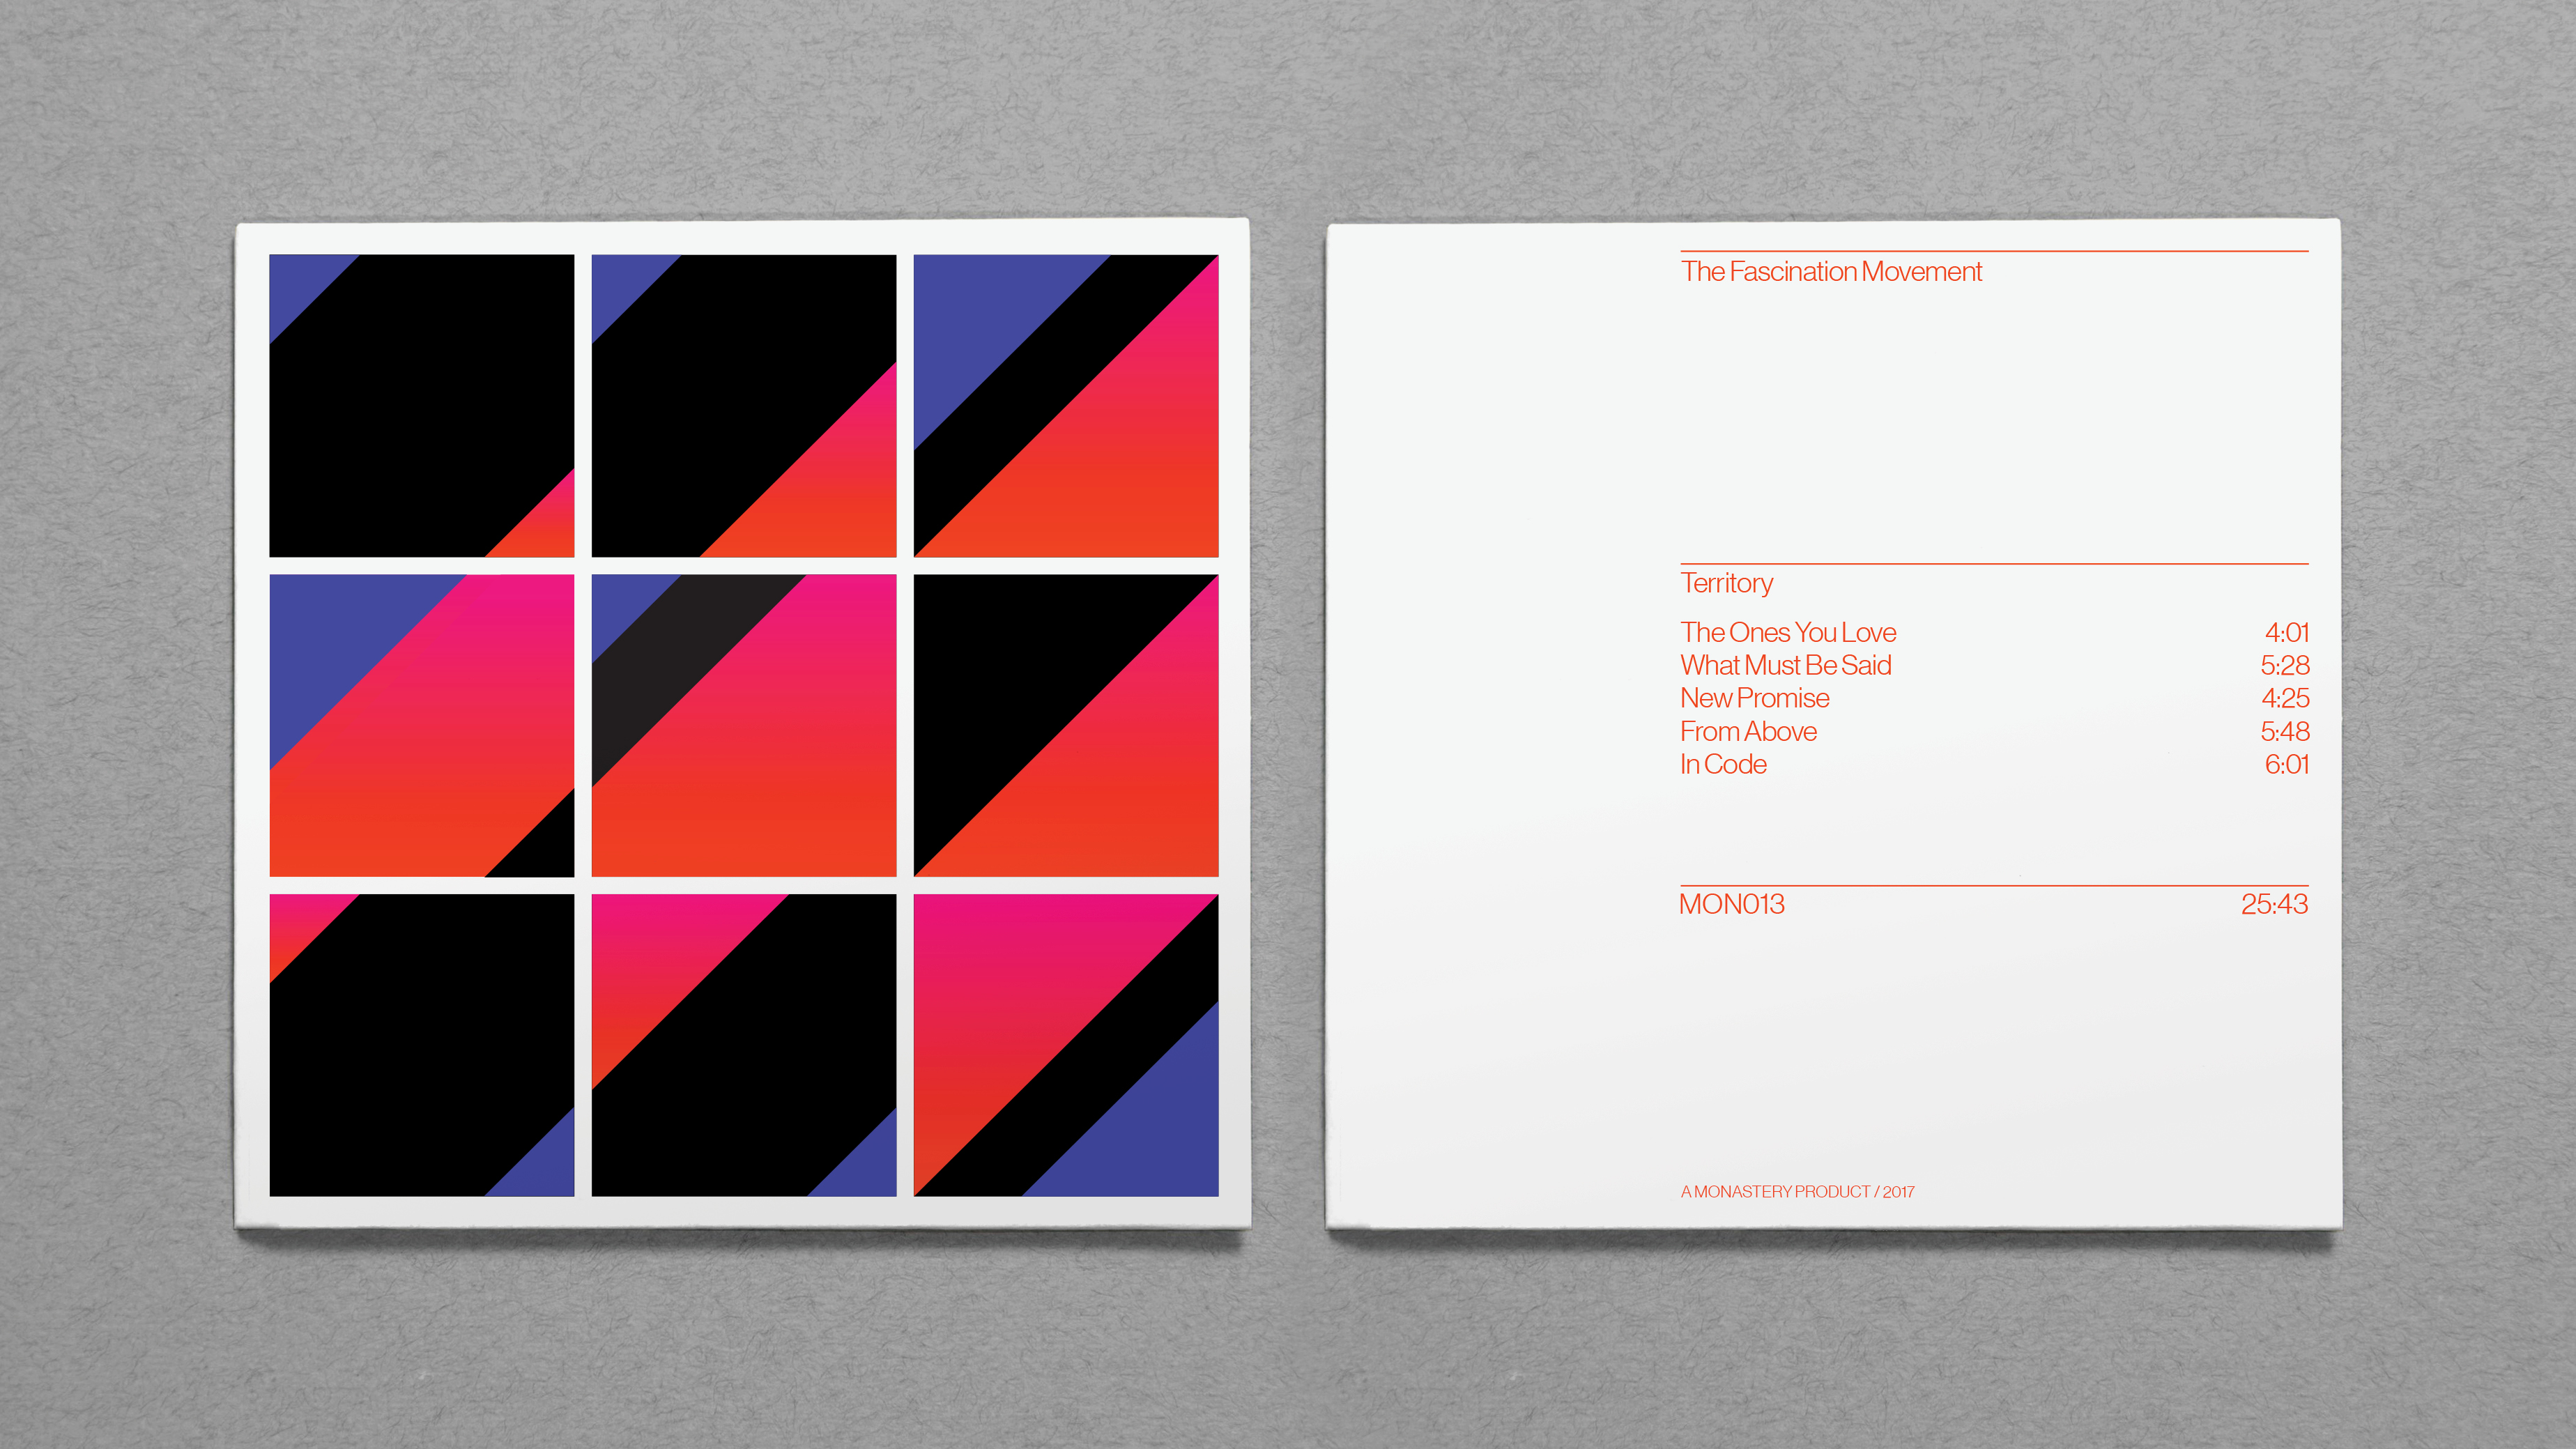 The Fascination Movement
Territory
The Ones You Love 4:01
What Must Be Said 5:28
New Promise 4:25
From Above 5:48
In Code 6:01
MON013 25:43
A MONASTERY PRODUCT / 2017